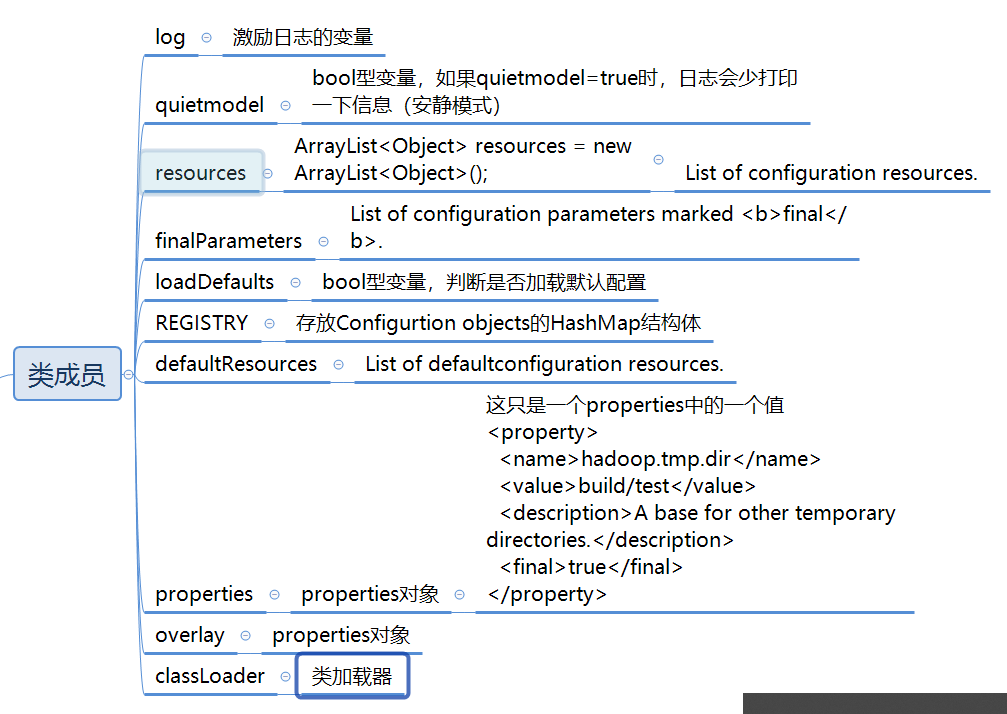 log
激励日志的变量
quietmodel
bool型变量，如果quietmodel=true时，日志会少打印
一下信息（安静模式）
resources
ArrayList<Object> resources = new
ArrayList<Object>();
List of configuration resources.
finalParameters
List of configuration parameters marked <b>final</
b>.
loadDefaults
bool型变量，判断是否加载默认配置
REGISTRY
存放Configurtion objects的HashMap结构体
类成员
defaultResources
List of defaultconfiguration resources.
properties
properties对象
这只是一个properties中的一个值
<property>
<name>hadoop.tmp.dir</name>
<value>build/test</value>
<description>A base for other temporary
directories.</description>
<final>true</final>
</property>
overlay
properties对象
classLoader
类加载器